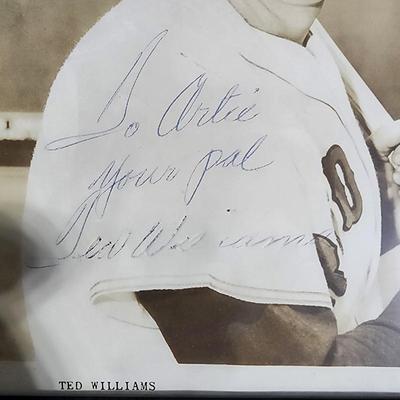 To Artie
Your pal
Ted Williams
TED WILLIAMS